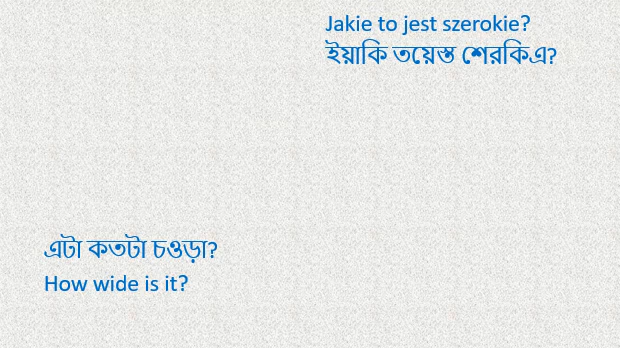 Jakie to jest szerokie?
ইয়াকি তয়েস্ত শেরকিএ?
এটা কতটা চওড়া?
How wide is it?